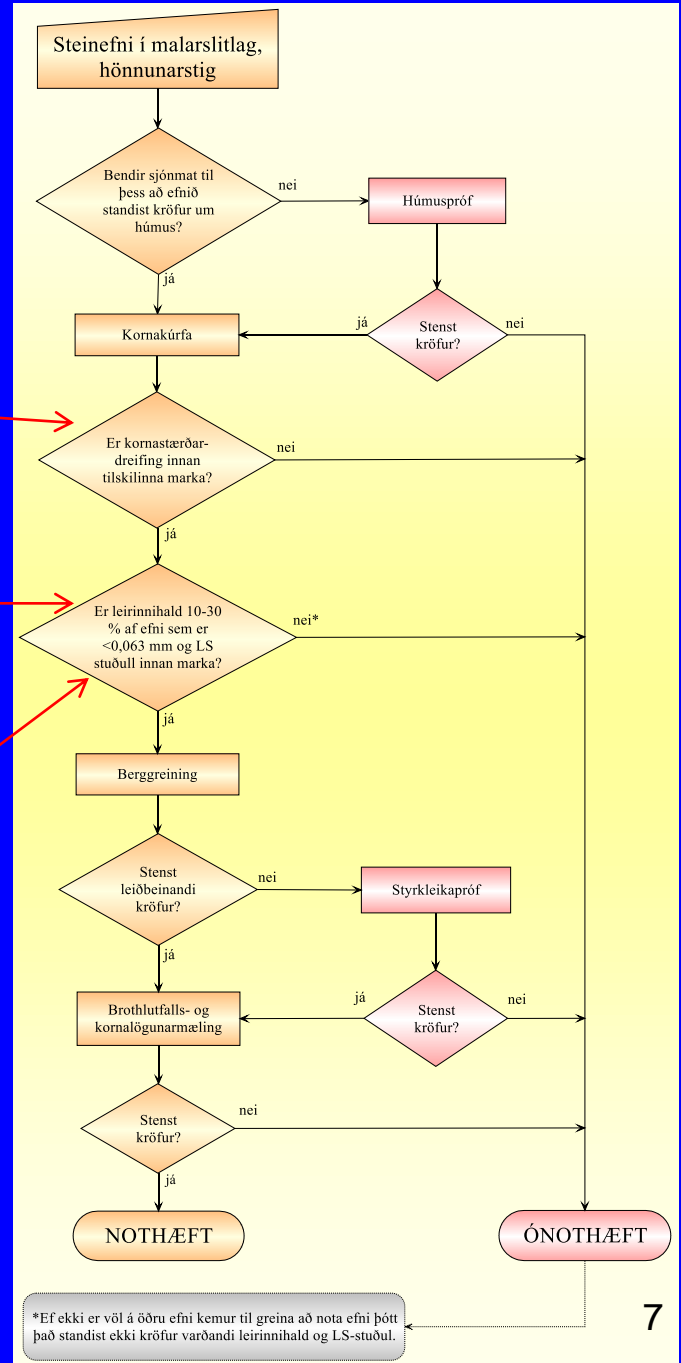 Steinefni í malarslitlag,
hönnunarstig
Bendir sjónmat til
þess að efnið
standist kröfur um
húmus?
nei
Húmuspróf
já
Kornakúrfa
já
Stenst
kröfur?
nei
Er kornastærðar-
dreifing innan
tilskilinna marka?
nei
já
Er leirinnihald 10-30
% af efni sem er
<0,063 mm og LS
stuðull innan marka?
nei*
já
Berggreining
Stenst
leiðbeinandi
kröfur?
nei
Styrkleikapróf
já
Brothlutfalls- og
kornalögunarmæling
já
Stenst
kröfur?
nei
Stenst
kröfur?
nei
já
NOTHÆFT
ÓNOTHÆFT
*Ef ekki er völ á öðru efni kemur til greina að nota efni þótt
það standist ekki kröfur varðandi leirinnihald og LS-stuðul.
7